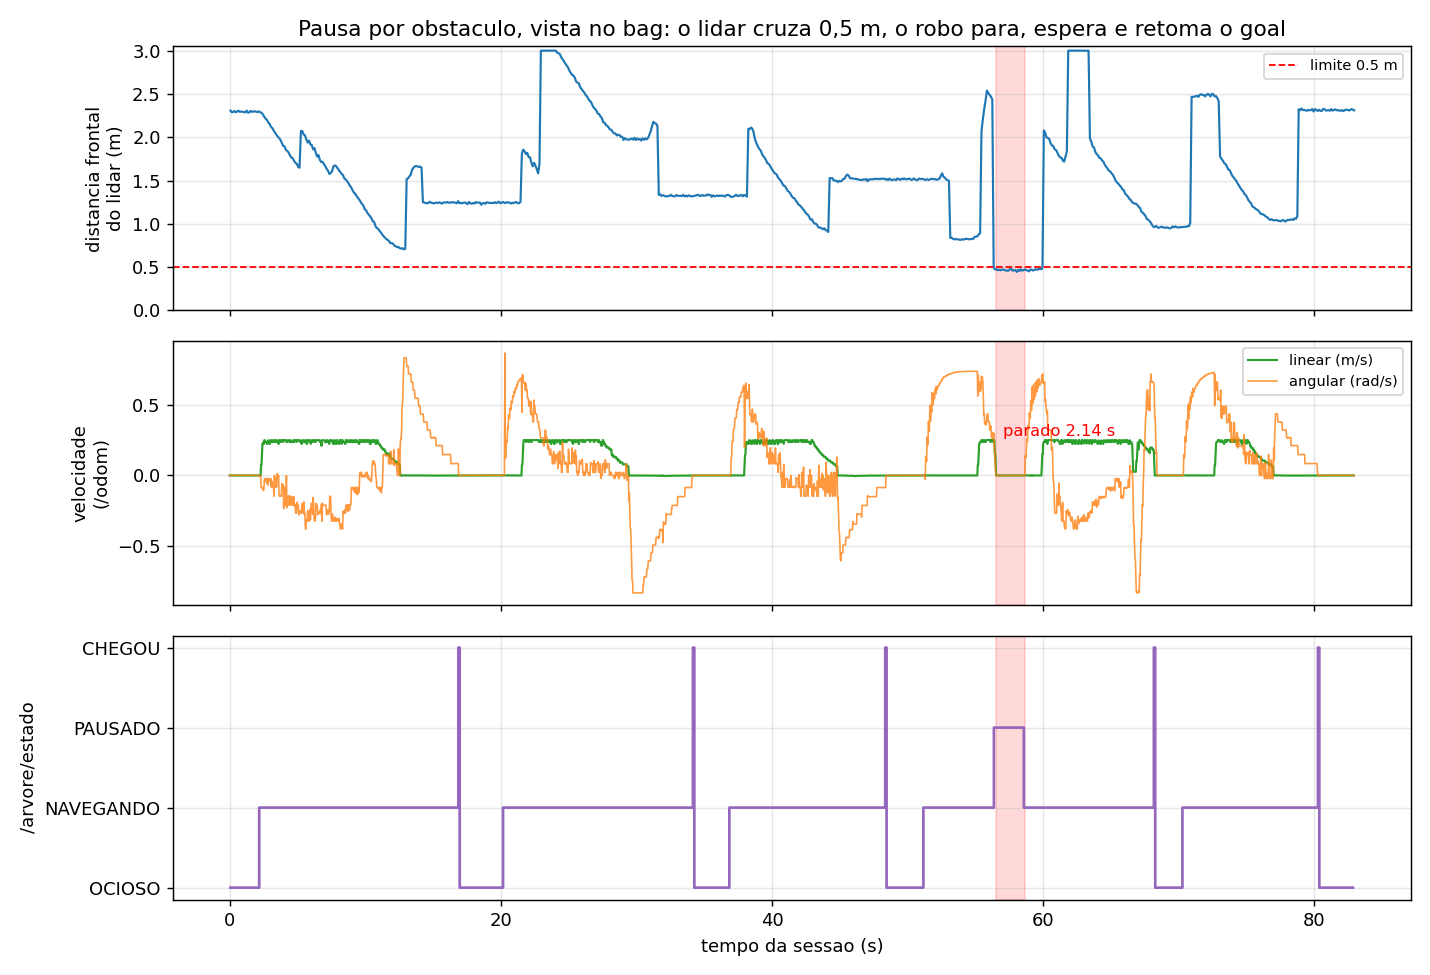 Pausa por obstaculo, vista no bag: o lidar cruza 0,5 m, o robo para, espera e retoma o goal
distancia frontal
do lidar (m)
3.0
2.5
2.0
1.5
1.0
0.5
0.0
limite 0.5 m
velocidade
(/odom)
0.5
0.0
−0.5
linear (m/s)
angular (rad/s)
parado 2.14 s
/arvore/estado
CHEGOU
PAUSADO
NAVEGANDO
OCIOSO
0
20
40
60
80
tempo da sessao (s)